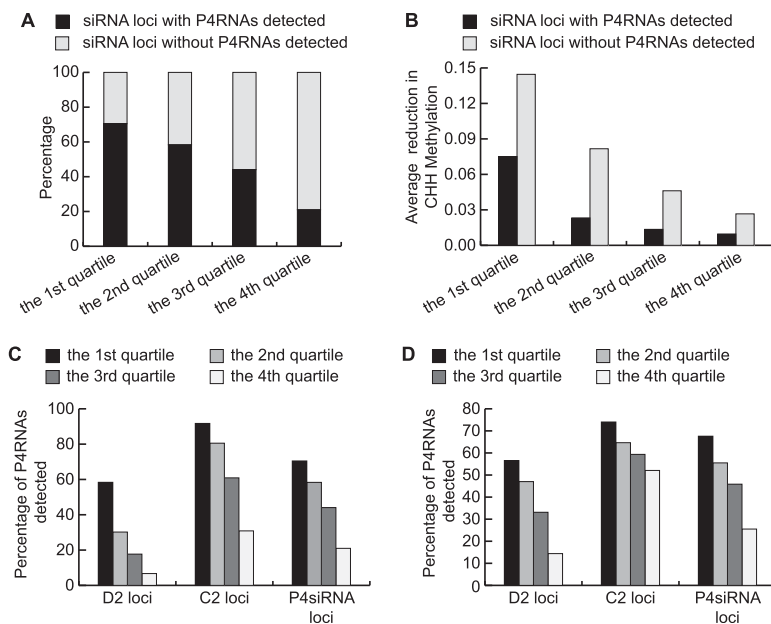 A
siRNA loci with P4RNAs detected
siRNA loci without P4RNAs detected
100
80
60
40
20
0
Percentage
the 1st quartile
the 2nd quartile
the 3rd quartile
the 4th quartile
B
siRNA loci with P4RNAs detected
siRNA loci without P4RNAs detected
0.15
0.12
0.09
0.06
0.03
0.00
Average reduction in
CHH Methylation
the 1st quartile
the 2nd quartile
the 3rd quartile
the 4th quartile
C
the 1st quartile
the 2nd quartile
the 3rd quartile
the 4th quartile
100
80
60
40
20
0
Percentage of P4RNAs
detected
D2 loci
C2 loci
P4siRNA
loci
D
the 1st quartile
the 2nd quartile
the 3rd quartile
the 4th quartile
80
70
60
50
40
30
20
10
0
Percentage of P4RNAs
detected
D2 loci
C2 loci
P4siRNA
loci